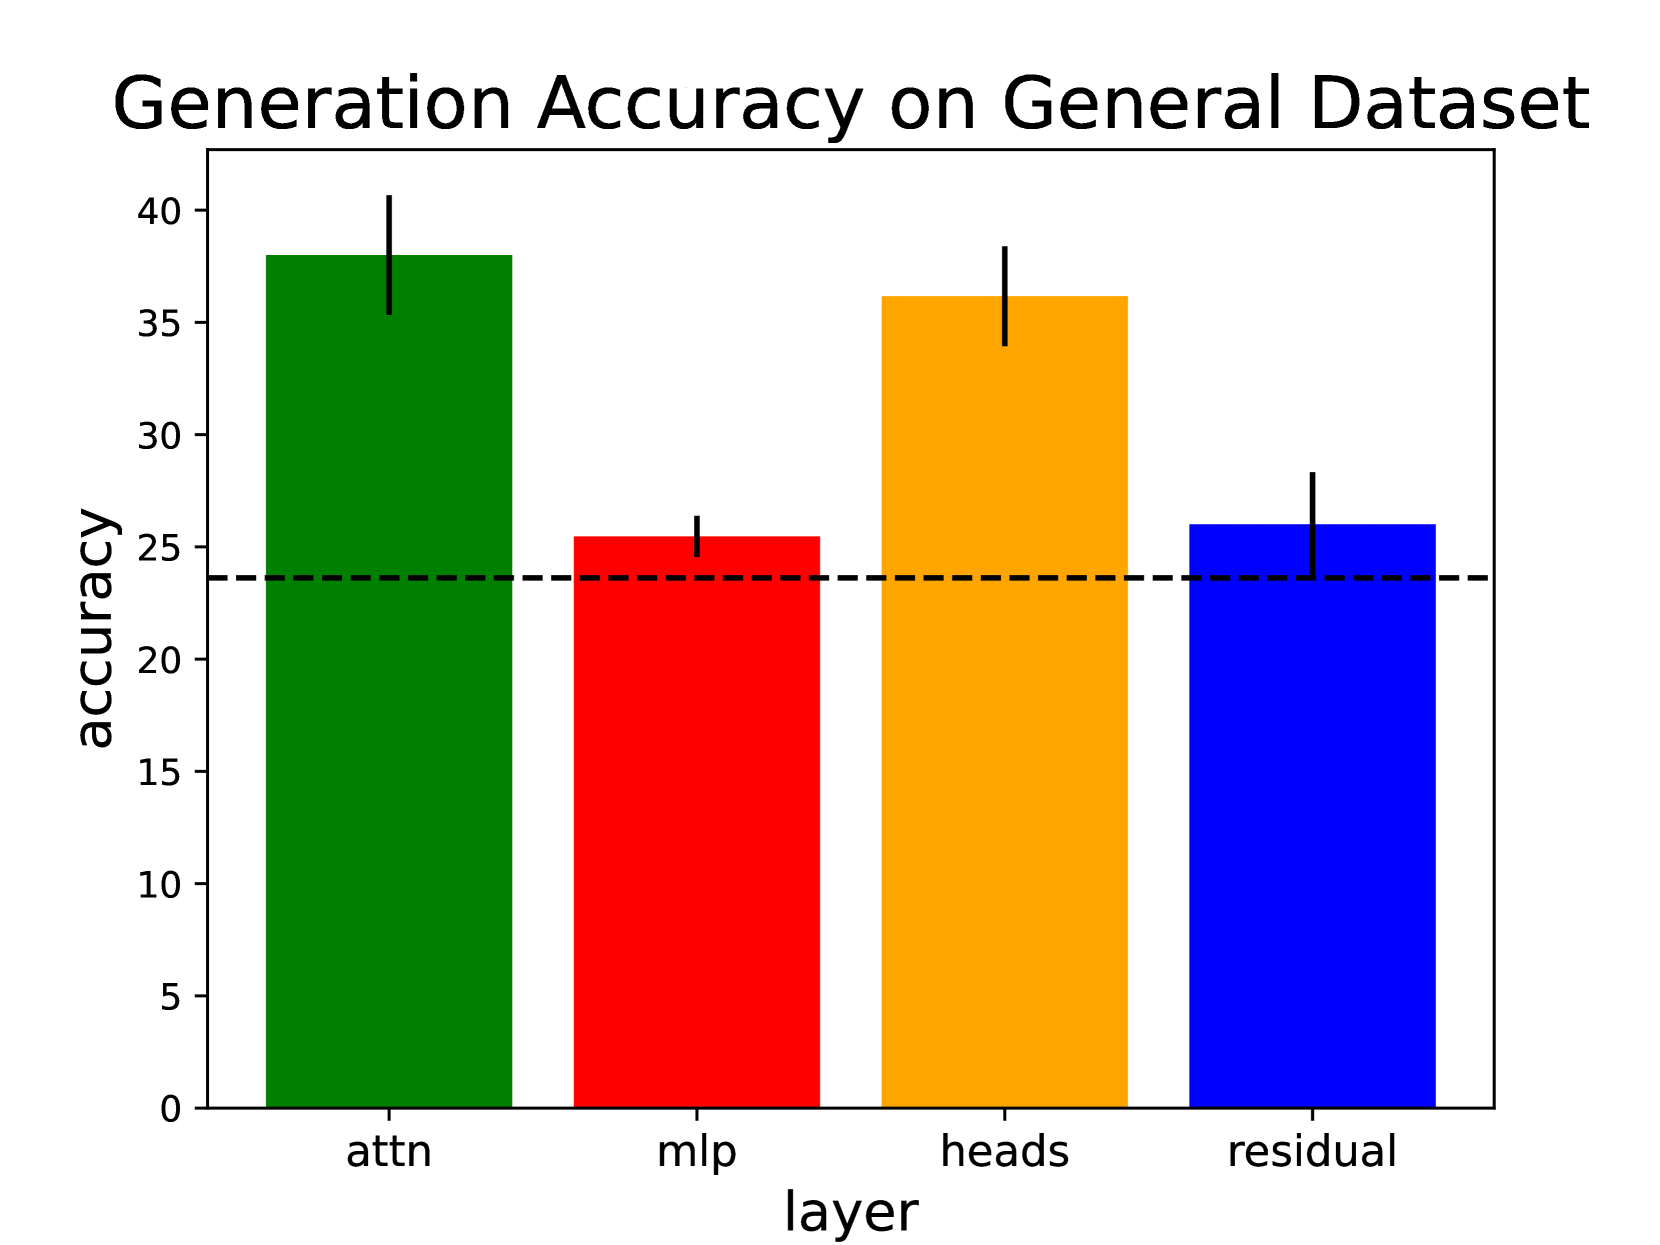 Generation Accuracy on General Dataset
accuracy
40
35
30
25
20
15
10
5
0
attn mlp heads residual
layer